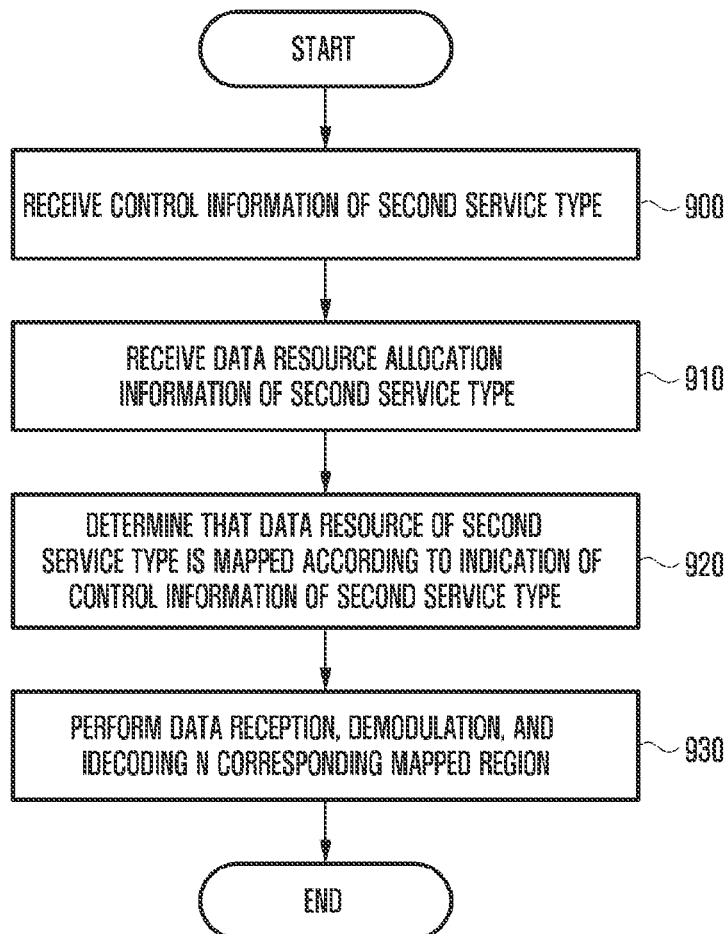 START
RECEIVE CONTROL INFORMATION OF SECOND SERVICE TYPE
900
RECEIVE DATA RESOURCE ALLOCATION
INFORMATION OF SECOND SERVICE TYPE
910
DETERMINE THAT DATA RESOURCE OF SECOND
SERVICE TYPE IS MAPPED ACCORDING TO INDICATION OF
CONTROL INFORMATION OF SECOND SERVICE TYPE
920
PERFORM DATA RECEPTION, DEMODULATION, AND
IDECODING N CORRESPONDING MAPPED REGION
930
END